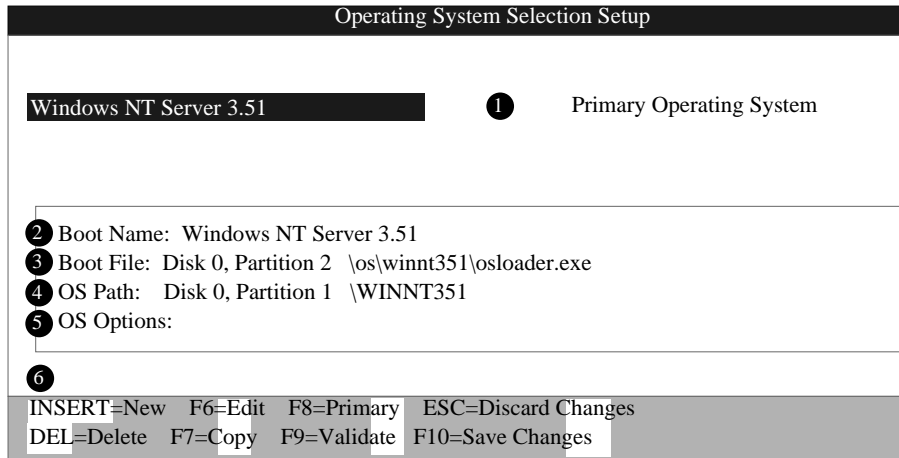 Operating System Selection Setup
Windows NT Server 3.51 1 Primary Operating System
2 Boot Name: Windows NT Server 3.51
3 Boot File: Disk 0, Partition 2 \os\winnt351\osloader.exe
4 OS Path: Disk 0, Partition 1 \WINNT351
5 OS Options:
6
INSERT=New F6=Edit F8=Primary ESC=Discard Changes
DEL=Delete F7=Copy F9=Validate F10=Save Changes